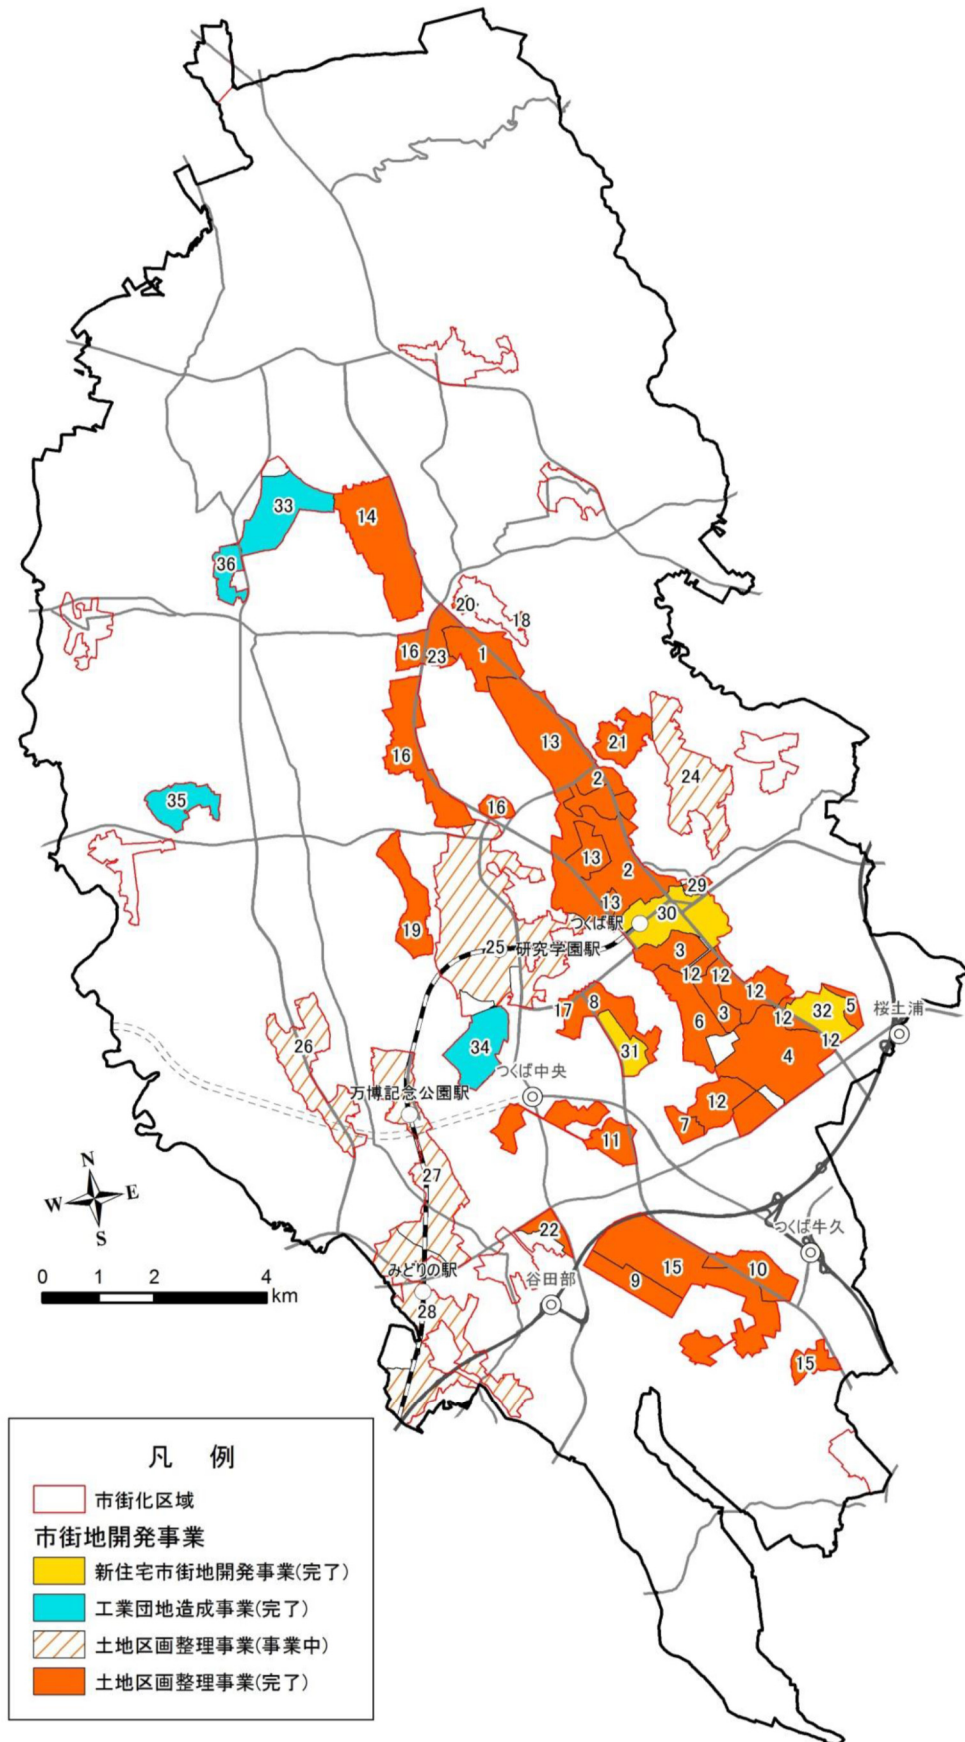 33
14
36
20
18
16
23
1
16
13
21
2
24
35
16
13
2
29
13
30
つくば駅
19
25
研究学園駅
3
12
12
12
8
17
6
3
12
32
5
桜土浦
12
26
34
31
4
つくば中央
万博記念公園駅
12
7
11
27
N
W
E
S
22
つくば牛久
みどりの駅
15
10
谷田部
9
0 1 2 4
km
28
15
凡 例
市街化区域
市街地開発事業
新住宅市街地開発事業(完了)
工業団地造成事業(完了)
土地区画整理事業(事業中)
土地区画整理事業(完了)